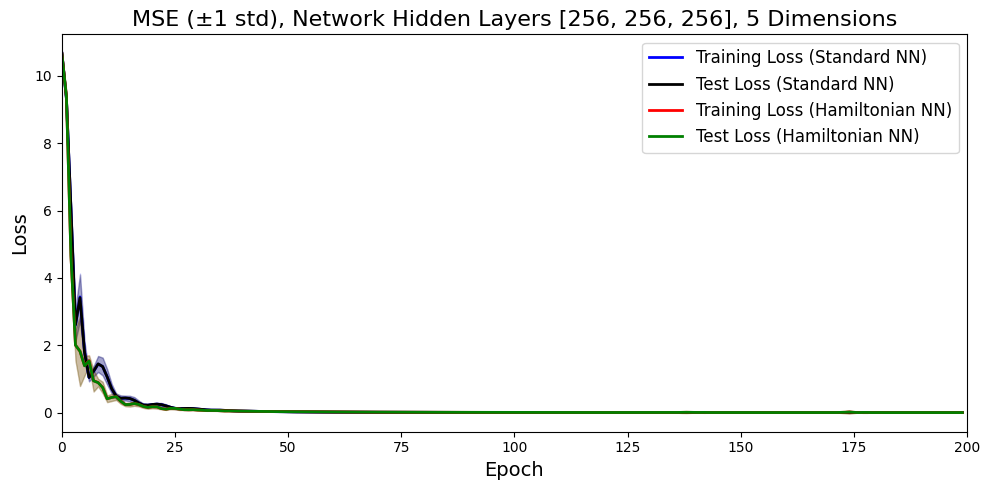 MSE (±1 std), Network Hidden Layers [256, 256, 256], 5 Dimensions
Training Loss (Standard NN)
Test Loss (Standard NN)
Training Loss (Hamiltonian NN)
Test Loss (Hamiltonian NN)
Loss
10
8
6
4
2
0
0 25 50 75 100 125 150 175 200
Epoch